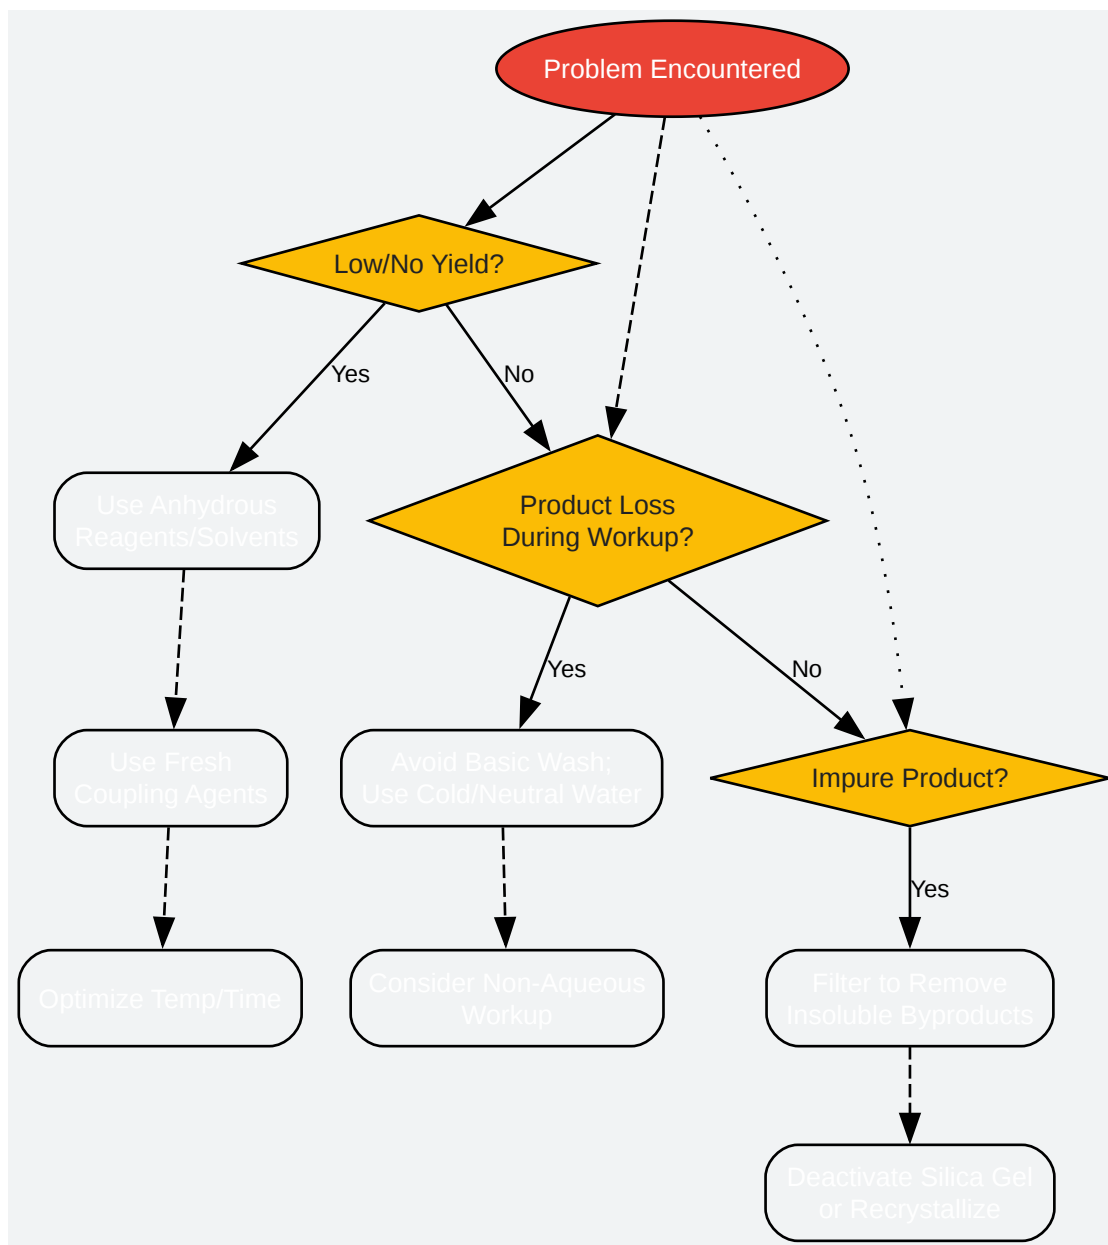 Problem Encountered
Low/No Yield?
Yes
No
Use Anhydrous
Reagents/Solvents
Product Loss
During Workup?
Yes
No
Use Fresh
Coupling Agents
Avoid Basic Wash;
Use Cold/Neutral Water
Impure Product?
Yes
Optimize Temp/Time
Consider Non-Aqueous
Workup
Filter to Remove
Insoluble Byproducts
Deactivate Silica Gel
or Recrystallize